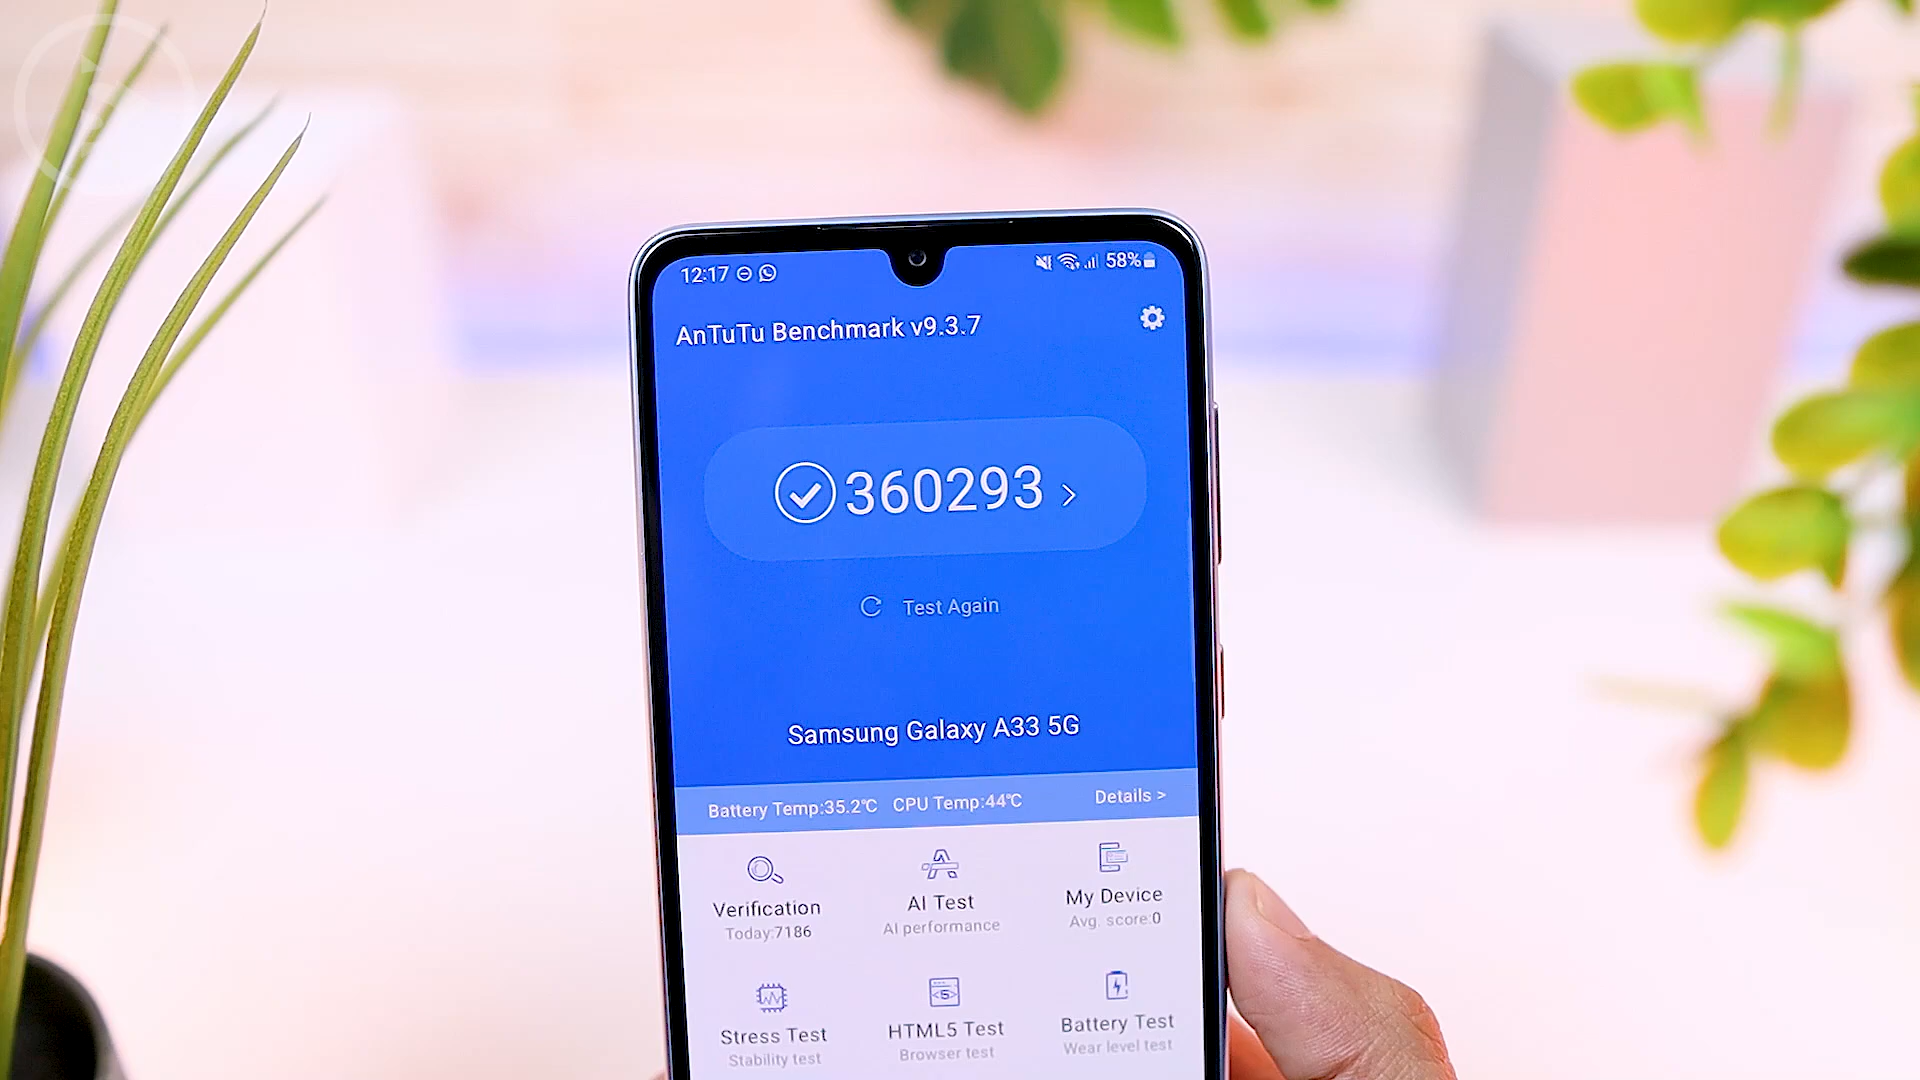 12:17 58%
AnTuTu Benchmark v9.3.7
360293 >
Test Again
Samsung Galaxy A33 5G
Battery Temp:35.2℃ CPU Temp:44℃ Details >
Verification AI Test My Device
Today:7186 AI performance Avg. score:0
Stress Test HTML5 Test Battery Test
Stability test Browser test Wear level test